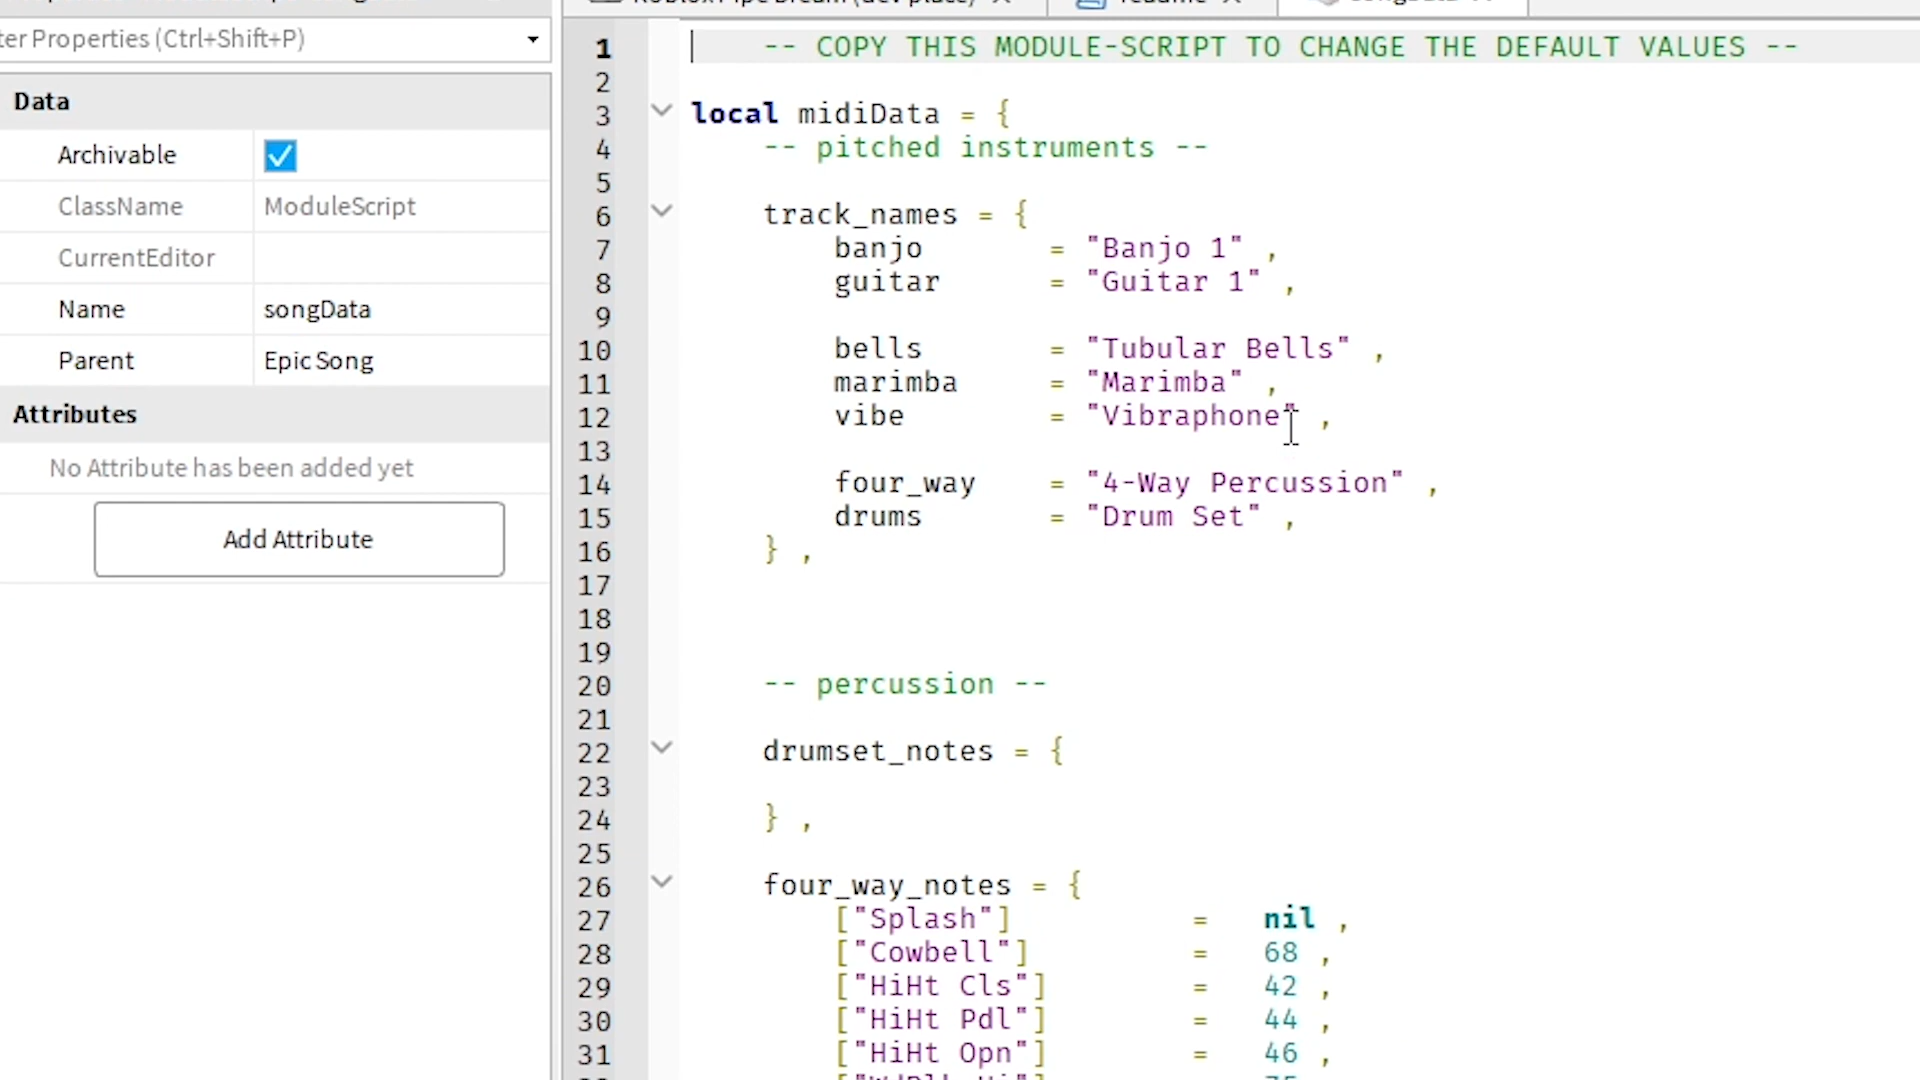 ter Properties (Ctrl+Shift+P)
Data
Archivable
ClassName ModuleScript
CurrentEditor
Name songData
Parent Epic Song
Attributes
No Attribute has been added yet
Add Attribute
1 -- COPY THIS MODULE-SCRIPT TO CHANGE THE DEFAULT VALUES --
2
3 local midiData = {
4 -- pitched instruments --
5
6 track_names = {
7 banjo = "Banjo 1" ,
8 guitar = "Guitar 1" ,
9
10 bells = "Tubular Bells" ,
11 marimba = "Marimba" ,
12 vibe = "Vibraphone" ,
13
14 four_way = "4-Way Percussion" ,
15 drums = "Drum Set" ,
16 } ,
17
18
19
20 -- percussion --
21
22 drumset_notes = {
23
24 } ,
25
26 four_way_notes = {
27 ["Splash"] = nil ,
28 ["Cowbell"] = 68 ,
29 ["HiHt Cls"] = 42 ,
30 ["HiHt Pdl"] = 44 ,
31 ["HiHt Opn"] = 46 ,